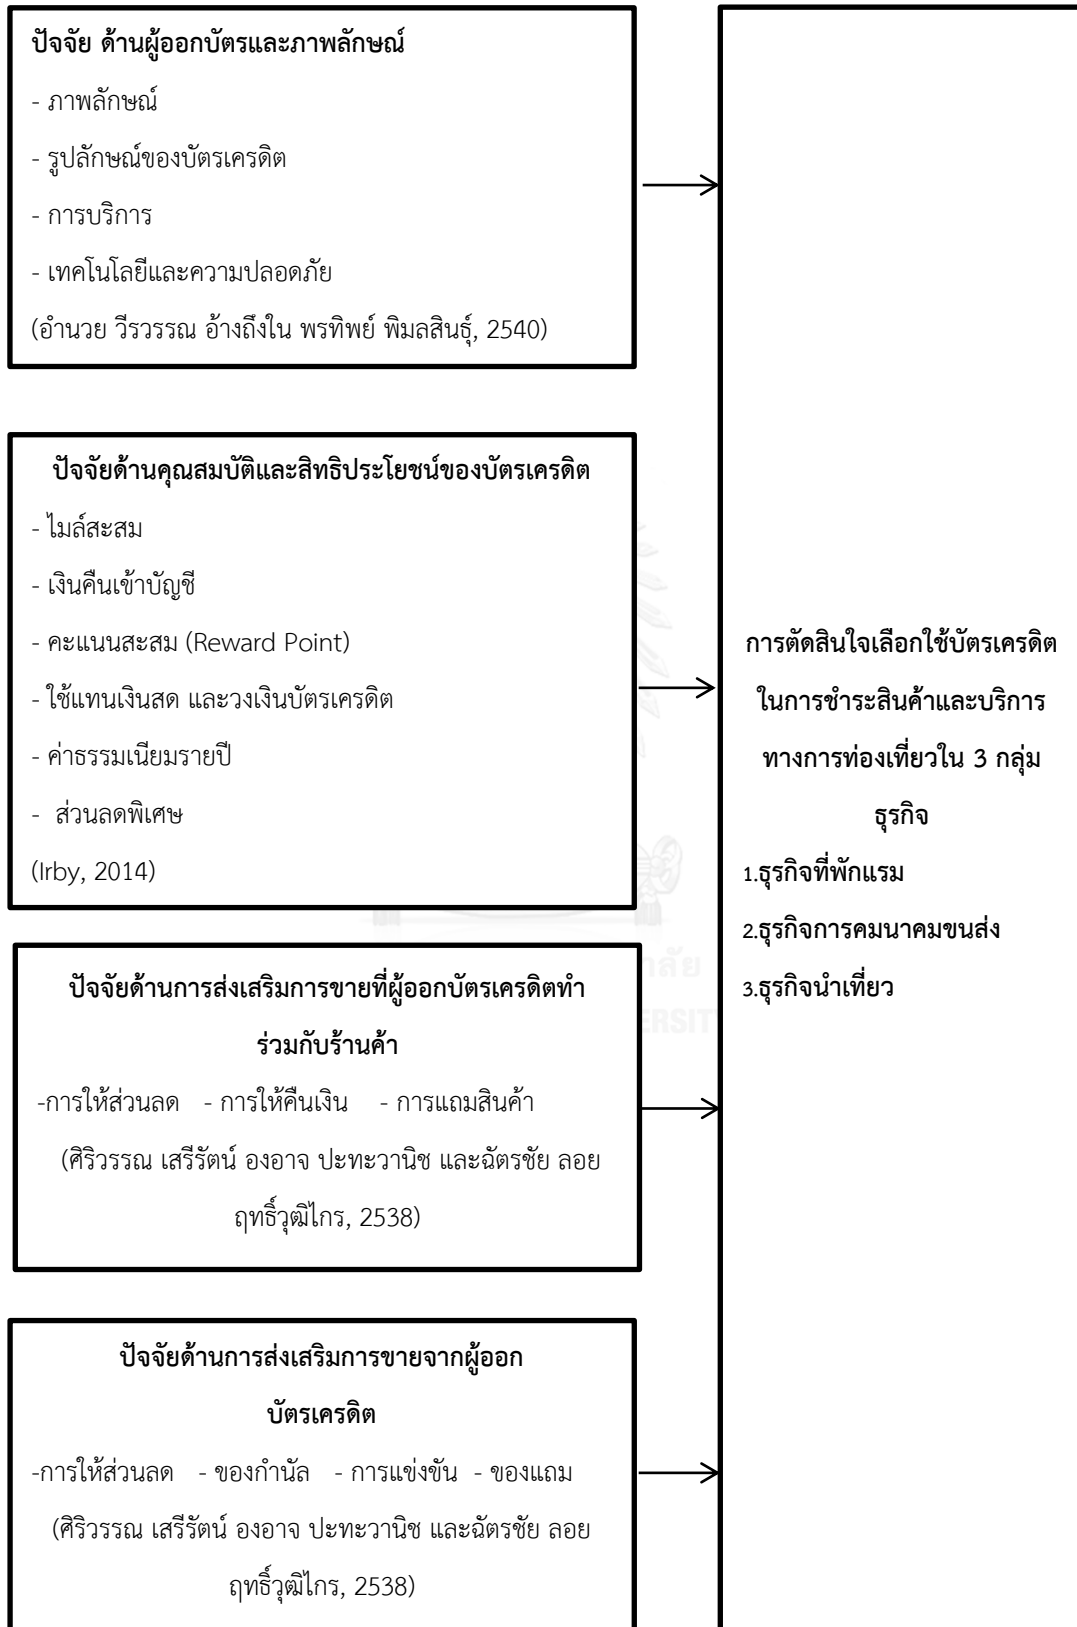 ปัจจัย ด้านผู้ออกบัตรและภาพลักษณ์
- ภาพลักษณ์
- รูปลักษณ์ของบัตรเครดิต
- การบริการ
- เทคโนโลยีและความปลอดภัย
(อำนวย วีรวรรณ อ้างถึงใน พรทิพย์ พิมลสินธุ์, 2540)
ปัจจัยด้านคุณสมบัติและสิทธิประโยชน์ของบัตรเครดิต
- ไมล์สะสม
- เงินคืนเข้าบัญชี
- คะแนนสะสม (Reward Point)
- ใช้แทนเงินสด และวงเงินบัตรเครดิต
- ค่าธรรมเนียมรายปี
- ส่วนลดพิเศษ
(Irby, 2014)
ปัจจัยด้านการส่งเสริมการขายที่ผู้ออกบัตรเครดิตทำ
ร่วมกับร้านค้า
-การให้ส่วนลด - การให้คืนเงิน - การแถมสินค้า
(ศิริวรรณ เสรีรัตน์ องอาจ ปะทะวานิช และฉัตรชัย ลอย
ฤทธิ์วุฒิไกร, 2538)
ปัจจัยด้านการส่งเสริมการขายจากผู้ออก
บัตรเครดิต
-การให้ส่วนลด - ของกำนัล - การแข่งขัน - ของแถม
(ศิริวรรณ เสรีรัตน์ องอาจ ปะทะวานิช และฉัตรชัย ลอย
ฤทธิ์วุฒิไกร, 2538)
การตัดสินใจเลือกใช้บัตรเครดิต
ในการชำระสินค้าและบริการ
ทางการท่องเที่ยวใน 3 กลุ่ม
ธุรกิจ
1.ธุรกิจที่พักแรม
2.ธุรกิจการคมนาคมขนส่ง
3.ธุรกิจนำเที่ยว